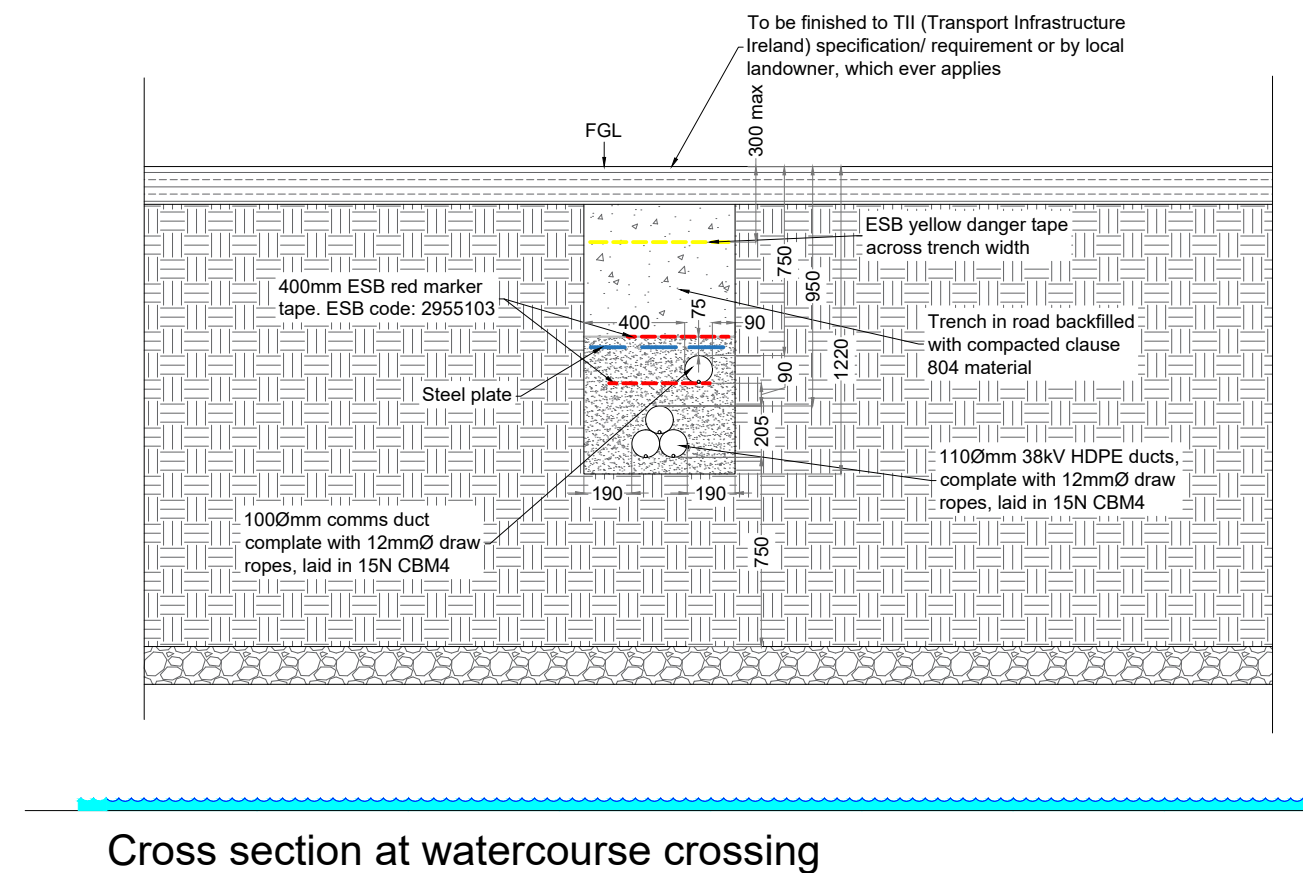 To be finished to TII (Transport Infrastructure
Ireland) specification/ requirement or by local
landowner, which ever applies
300 max
FGL
ESB yellow danger tape
across trench width
750
950
1220
400mm ESB red marker
tape. ESB code: 2955103
400
75
90
Trench in road backfilled
with compacted clause
804 material
90
Steel plate
205
110Ømm 38kV HDPE ducts,
complate with 12mmØ draw
ropes, laid in 15N CBM4
190
190
100Ømm comms duct
complate with 12mmØ draw
ropes, laid in 15N CBM4
750
Cross section at watercourse crossing